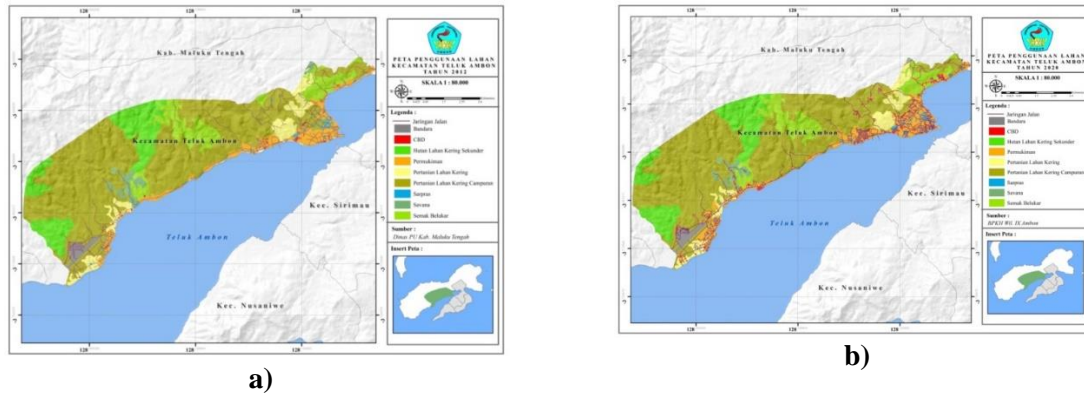 Kab. Maluku Tengah
Kecamatan Teluk Ambon
Kec. Sirimau
Teluk Ambon
Kec. Nusaniwe
PETA PENGGUNAAN LAHAN
KECAMATAN TELUK AMBON
TAHUN 2012
SKALA 1 : 80.000
Legenda :
Jaringan Jalan
Bandara
CBD
Hutan Lahan Kering Sekunder
Permukiman
Pertanian Lahan Kering
Pertanian Lahan Kering Campuran
Sarpras
Savana
Semak Belukar
Sumber :
Dinas PU Kab. Maluku Tengah
Insert Peta :
a)
Kab. Maluku Tengah
Kecamatan Teluk Ambon
Kec. Sirimau
Teluk Ambon
Kec. Nusaniwe
PETA PENGGUNAAN LAHAN
KECAMATAN TELUK AMBON
TAHUN 2020
SKALA 1 : 80.000
Legenda :
Jaringan Jalan
Bandara
CBD
Hutan Lahan Kering Sekunder
Permukiman
Pertanian Lahan Kering
Pertanian Lahan Kering Campuran
Sarpras
Savana
Semak Belukar
Sumber :
BPKH Wil. IX Ambon
Insert Peta :
b)